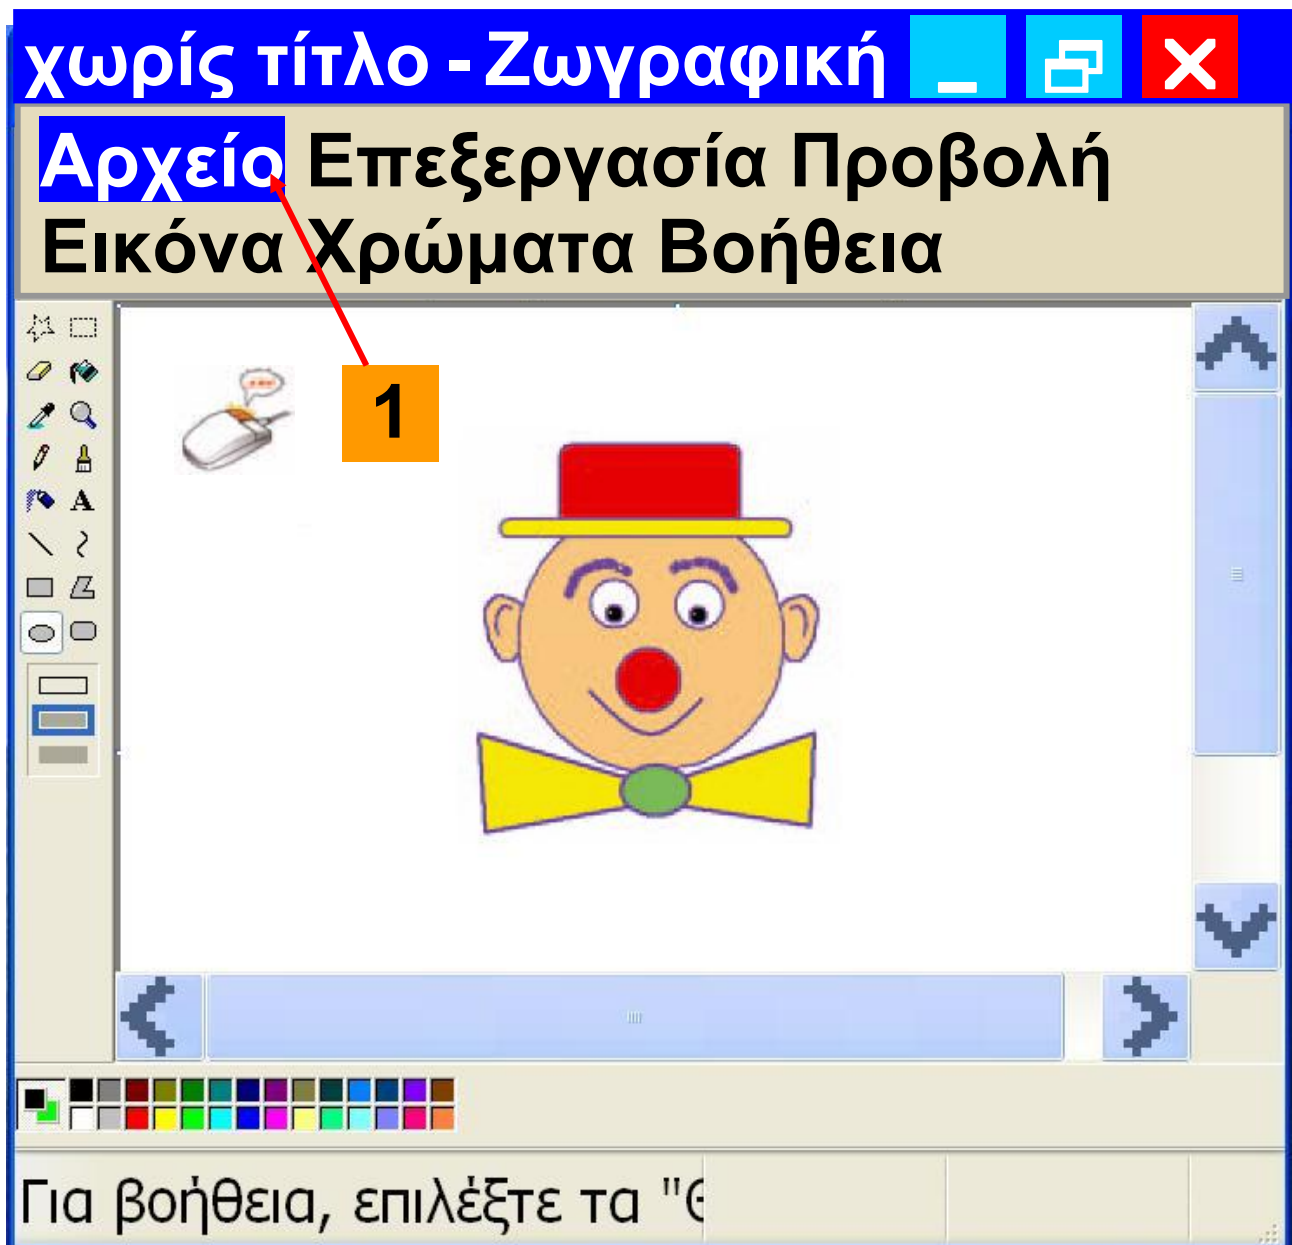 χωρίς τίτλο - Ζωγραφική
Αρχείο Επεξεργασία Προβολή
Εικόνα Χρώματα Βοήθεια
1
A
Για βοήθεια, επιλέξτε τα "Θ